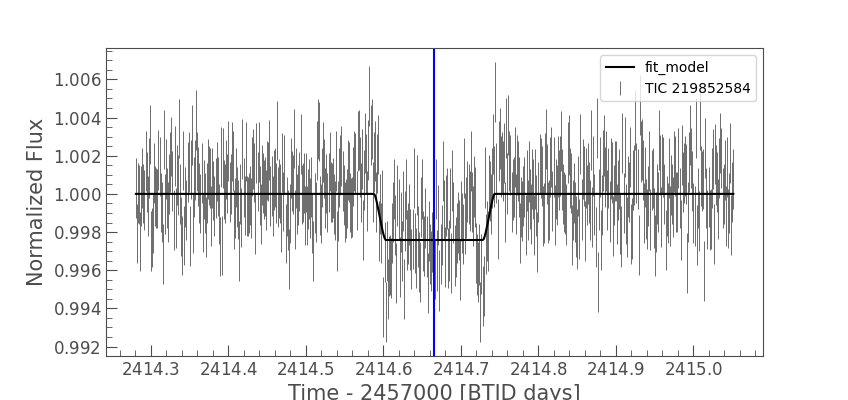 fit_model
TIC 219852584
Normalized Flux
1.006
1.004
1.002
1.000
0.998
0.996
0.994
0.992
2414.3 2414.4 2414.5 2414.6 2414.7 2414.8 2414.9 2415.0
Time - 2457000 [BTJD days]